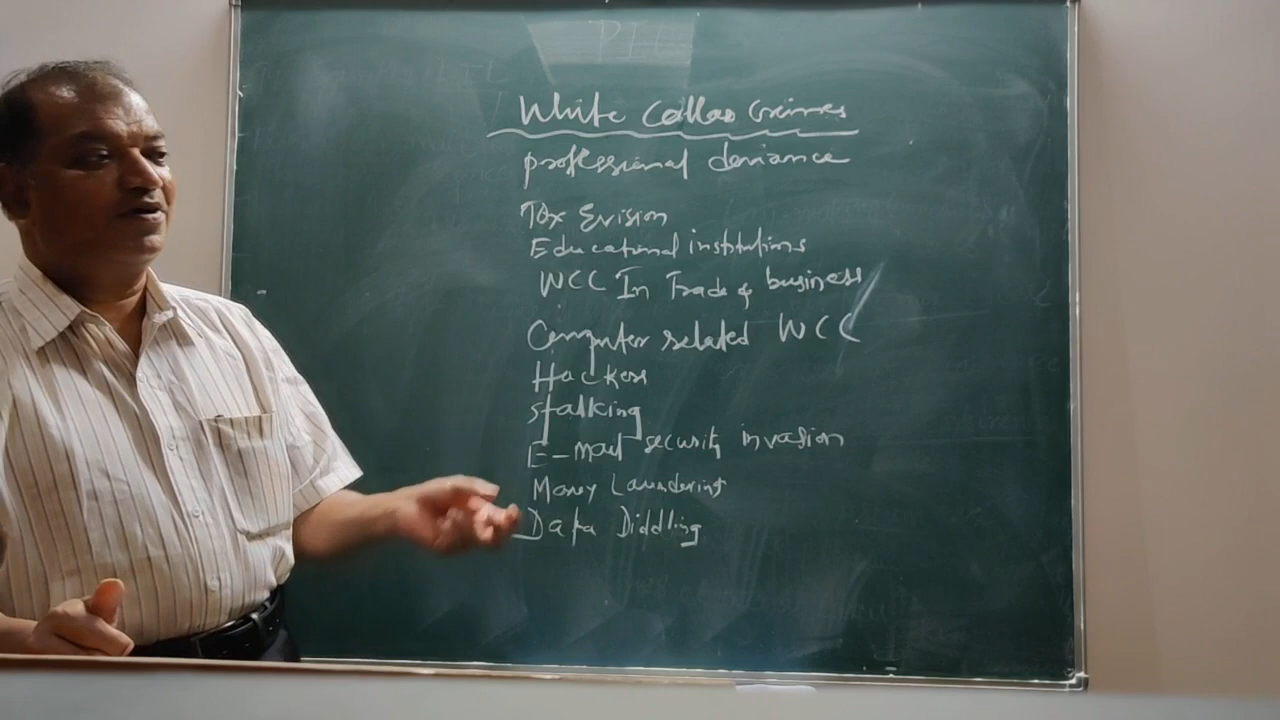 White Collar Crimes
professional deviance
Tax Evision
Educational institutions
WCC In Trade & business
Computer related WCC
Hackers
stalking
E-mail security invasion
Money Laundering
Data Diddling